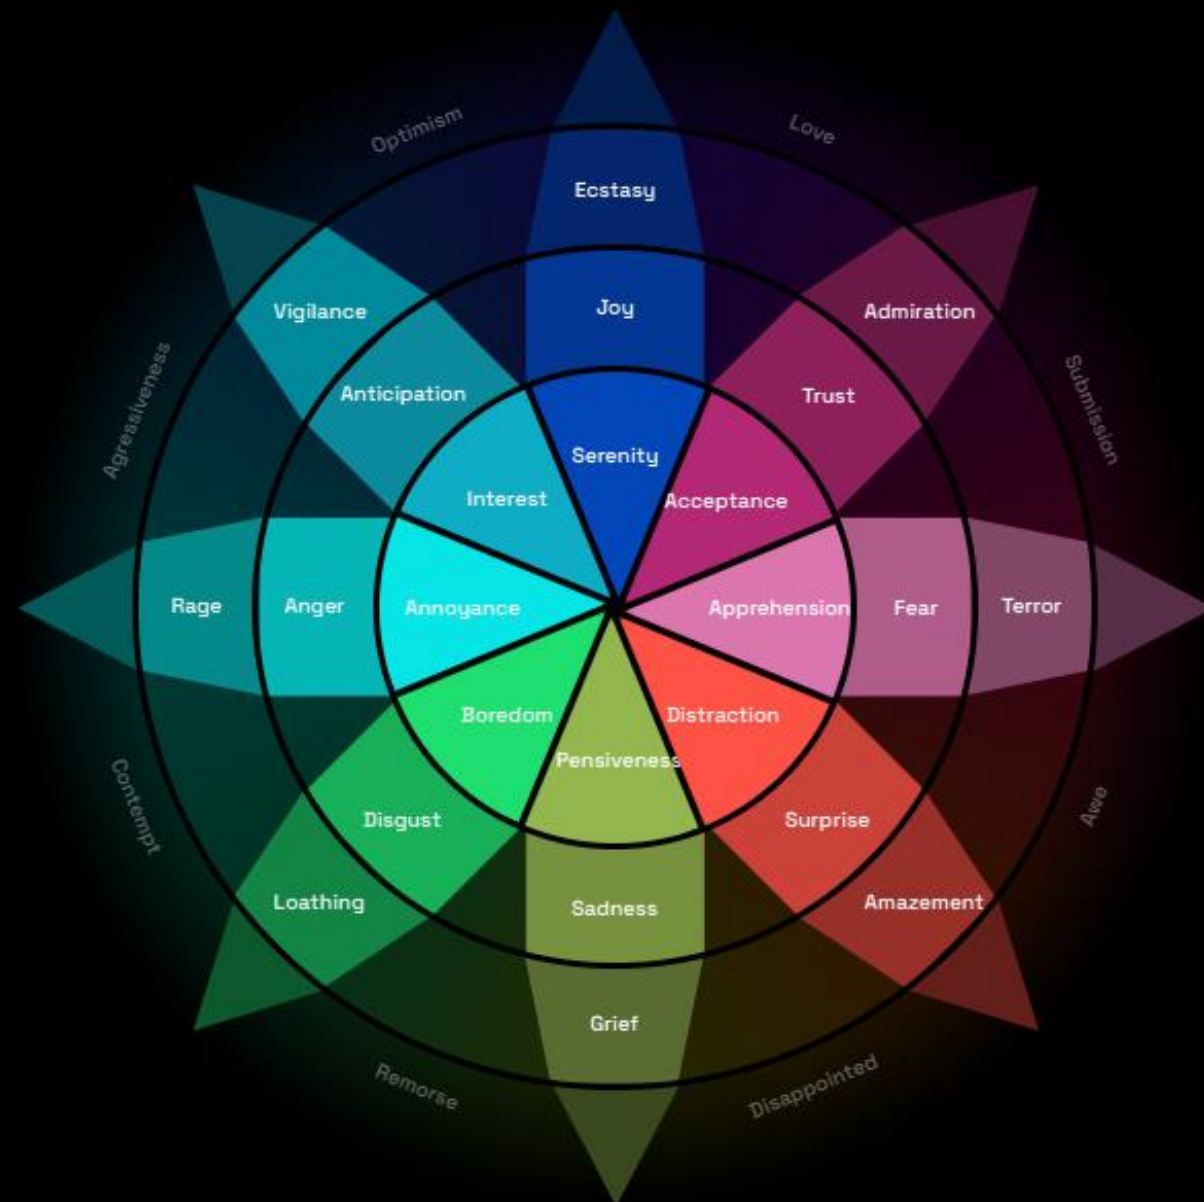 Optimism
Love
Ecstasy
Joy
Vigilance
Admiration
Anticipation
Trust
Agressiveness
Submission
Serenity
Interest
Acceptance
Rage
Anger
Annoyance
Apprehension
Fear
Terror
Boredom
Distraction
Pensiveness
Contempt
Awe
Disgust
Surprise
Loathing
Sadness
Amazement
Grief
Remorse
Disappointed